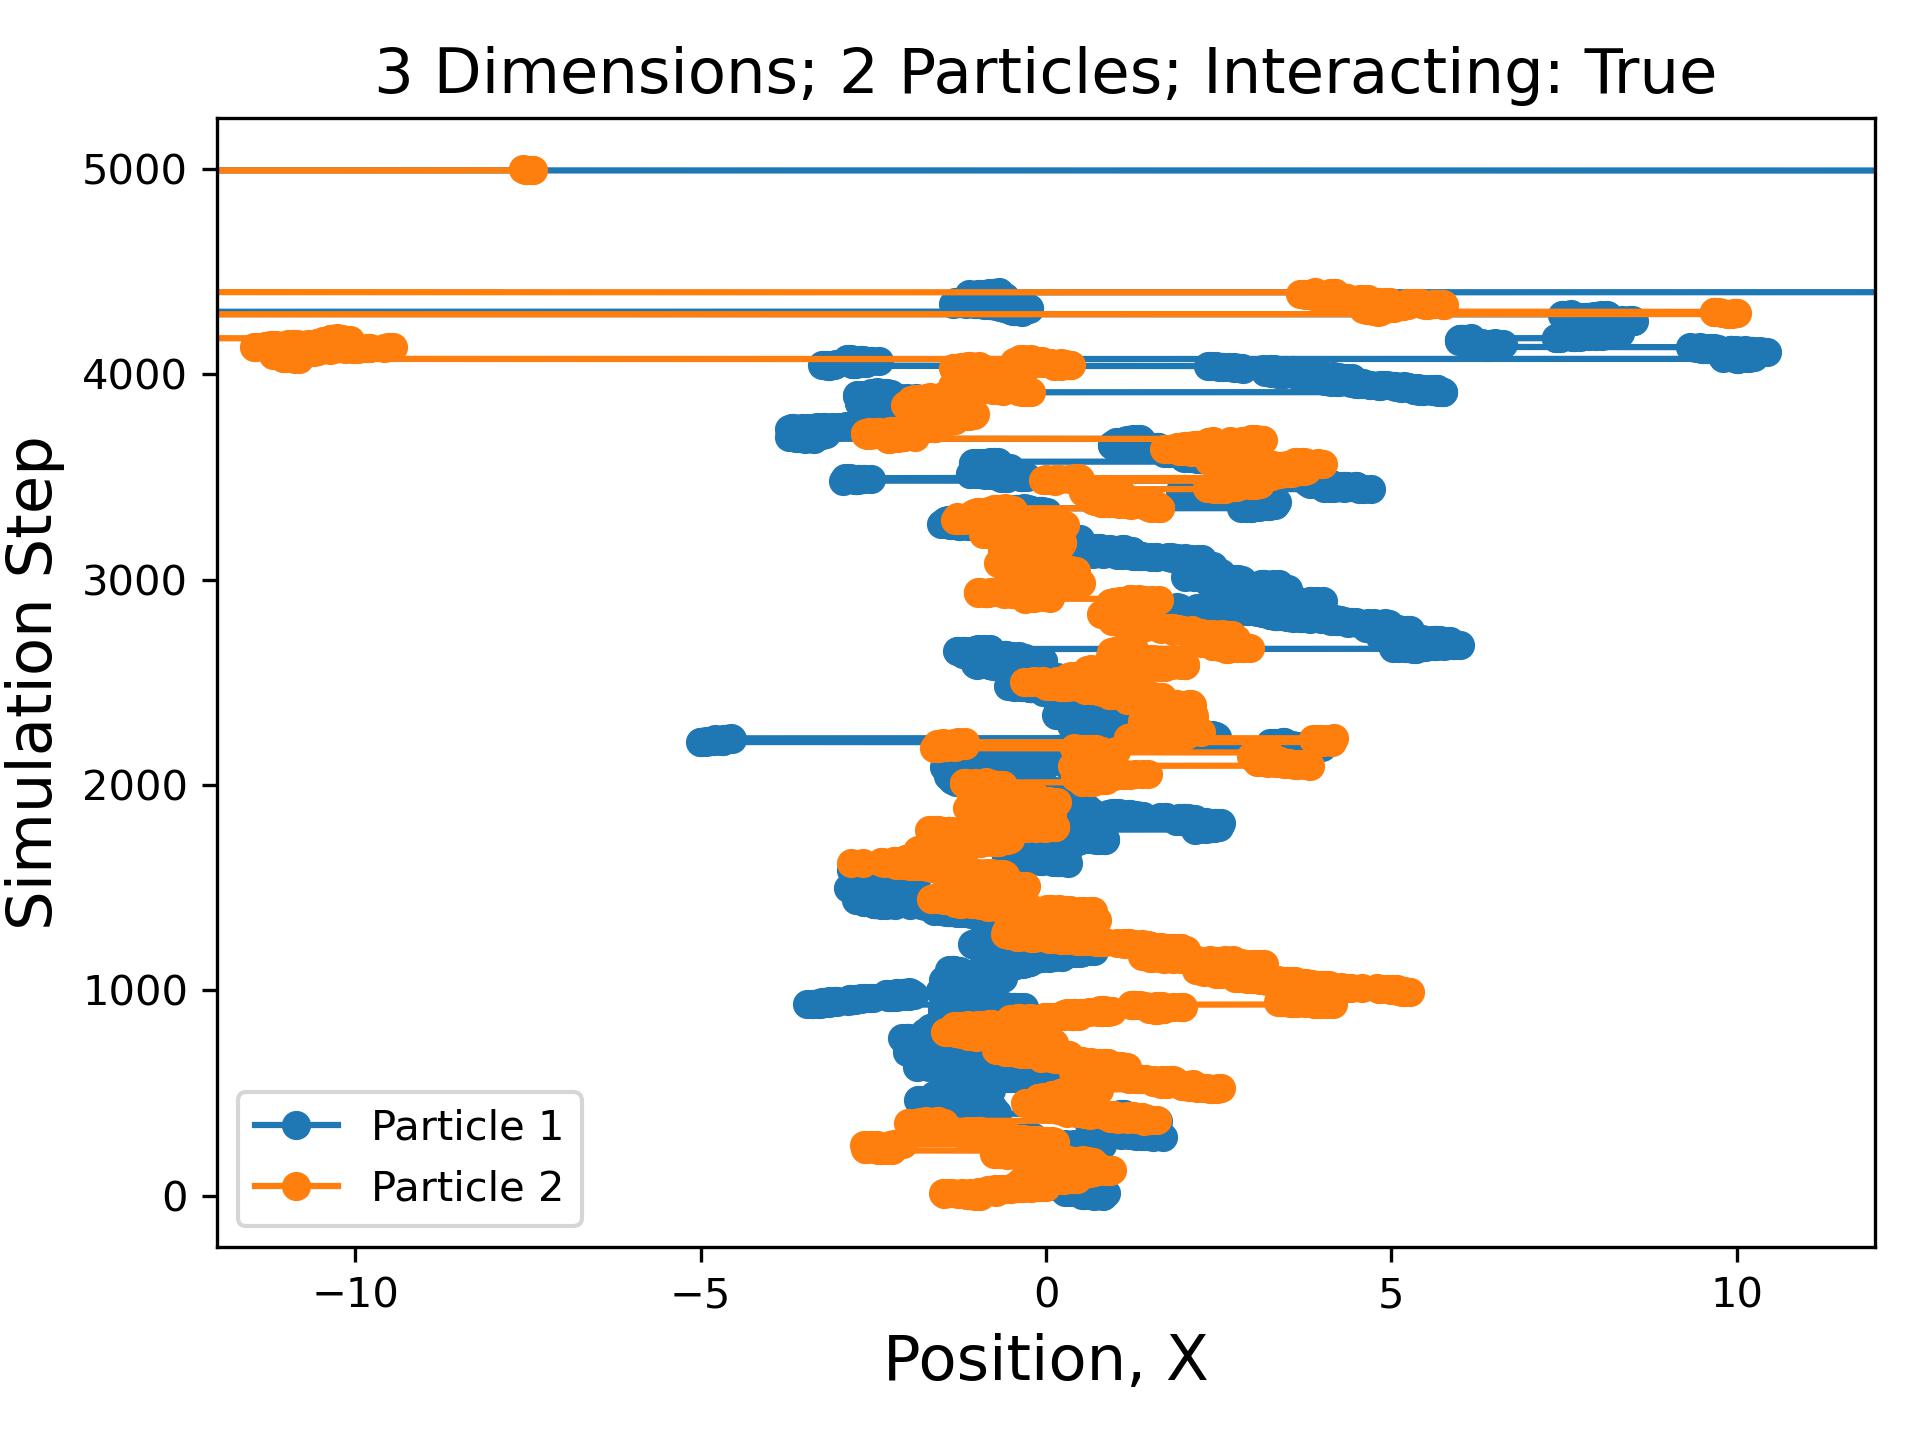 3 Dimensions; 2 Particles; Interacting: True
Simulation Step
5000
4000
3000
2000
1000
0
Particle 1
Particle 2
−10
−5
0
5
10
Position, X